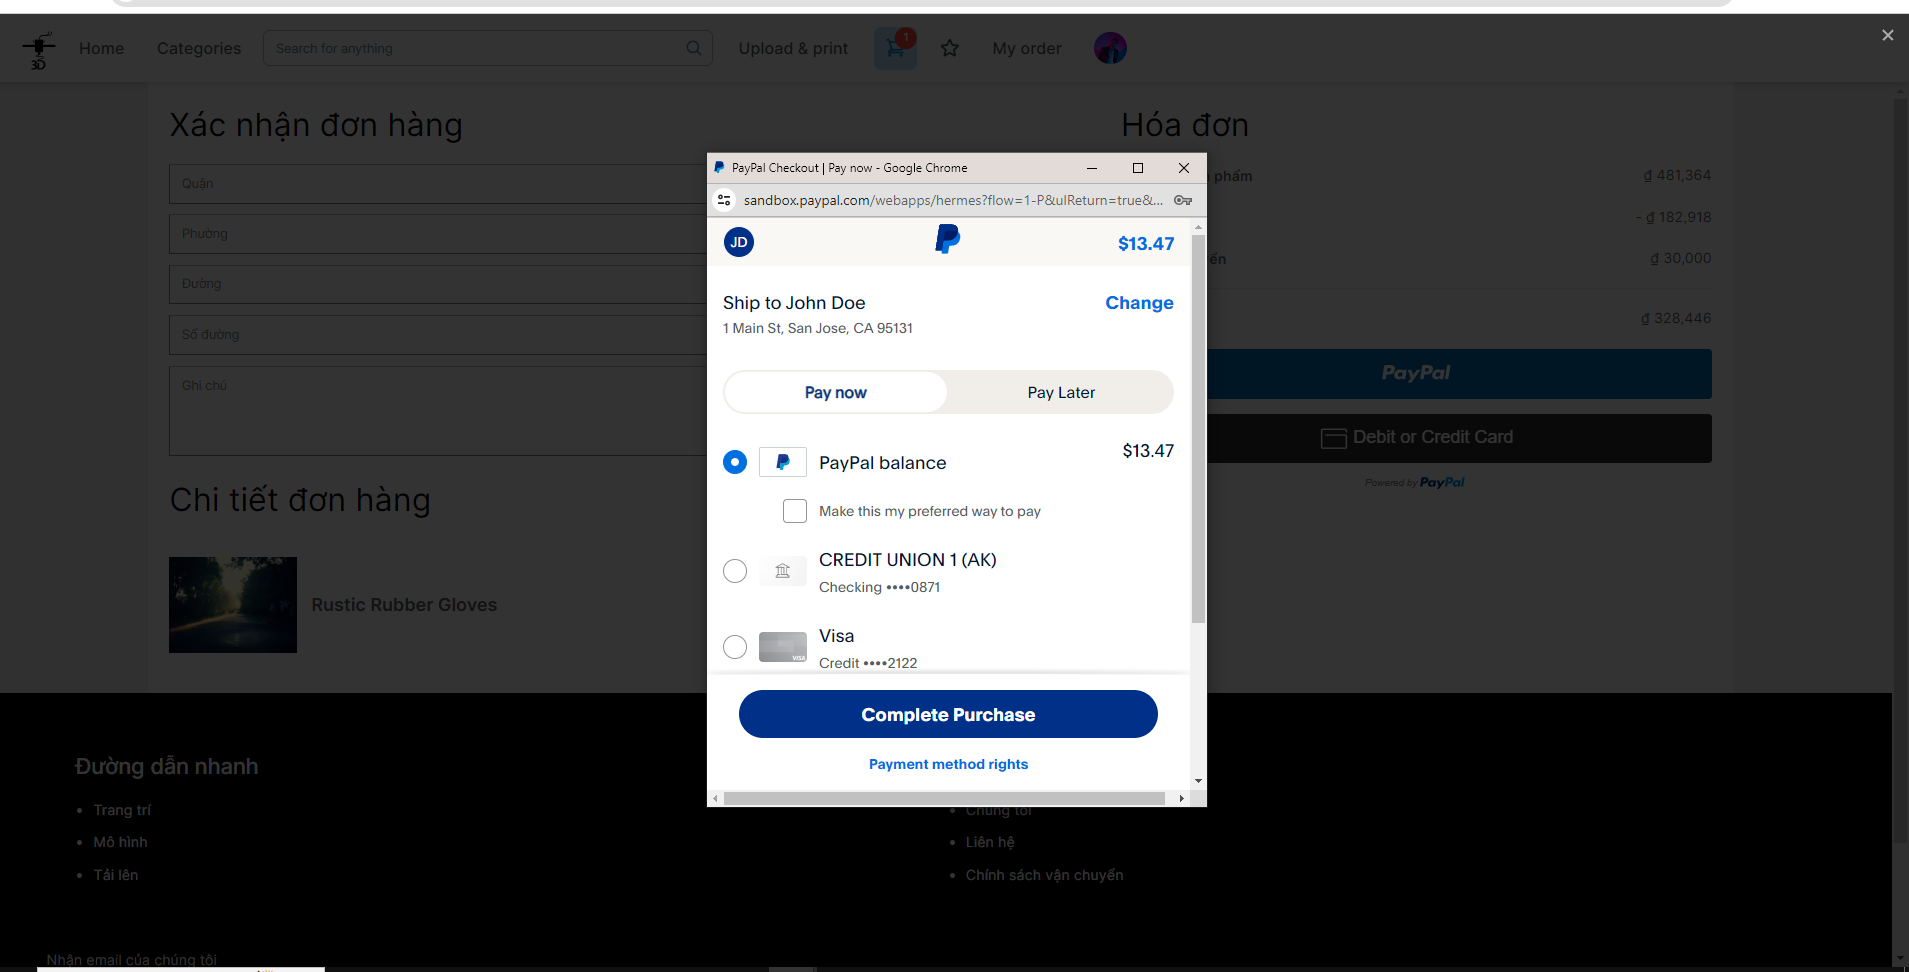 3D
Home
Categories
Search for anything
Upload & print
1
My order
Xác nhận đơn hàng
Quận
Phường
Đường
Số đường
Ghi chú
Chi tiết đơn hàng
Rustic Rubber Gloves
Hóa đơn
phẩm
₫ 481,364
- ₫ 182,918
₫ 30,000
₫ 328,446
PayPal
Debit or Credit Card
Powered by PayPal
PayPal Checkout | Pay now - Google Chrome
sandbox.paypal.com/webapps/hermes?flow=1-P&ulReturn=true&...
JD
$13.47
Ship to John Doe
Change
1 Main St, San Jose, CA 95131
Pay now
Pay Later
PayPal balance
$13.47
Make this my preferred way to pay
CREDIT UNION 1 (AK)
Checking ••••0871
Visa
VISA
Credit ••••2122
Complete Purchase
Payment method rights
Đường dẫn nhanh
• Trang trí
• Mô hình
• Tải lên
• Chúng tôi
• Liên hệ
• Chính sách vận chuyển
Nhận email của chúng tôi